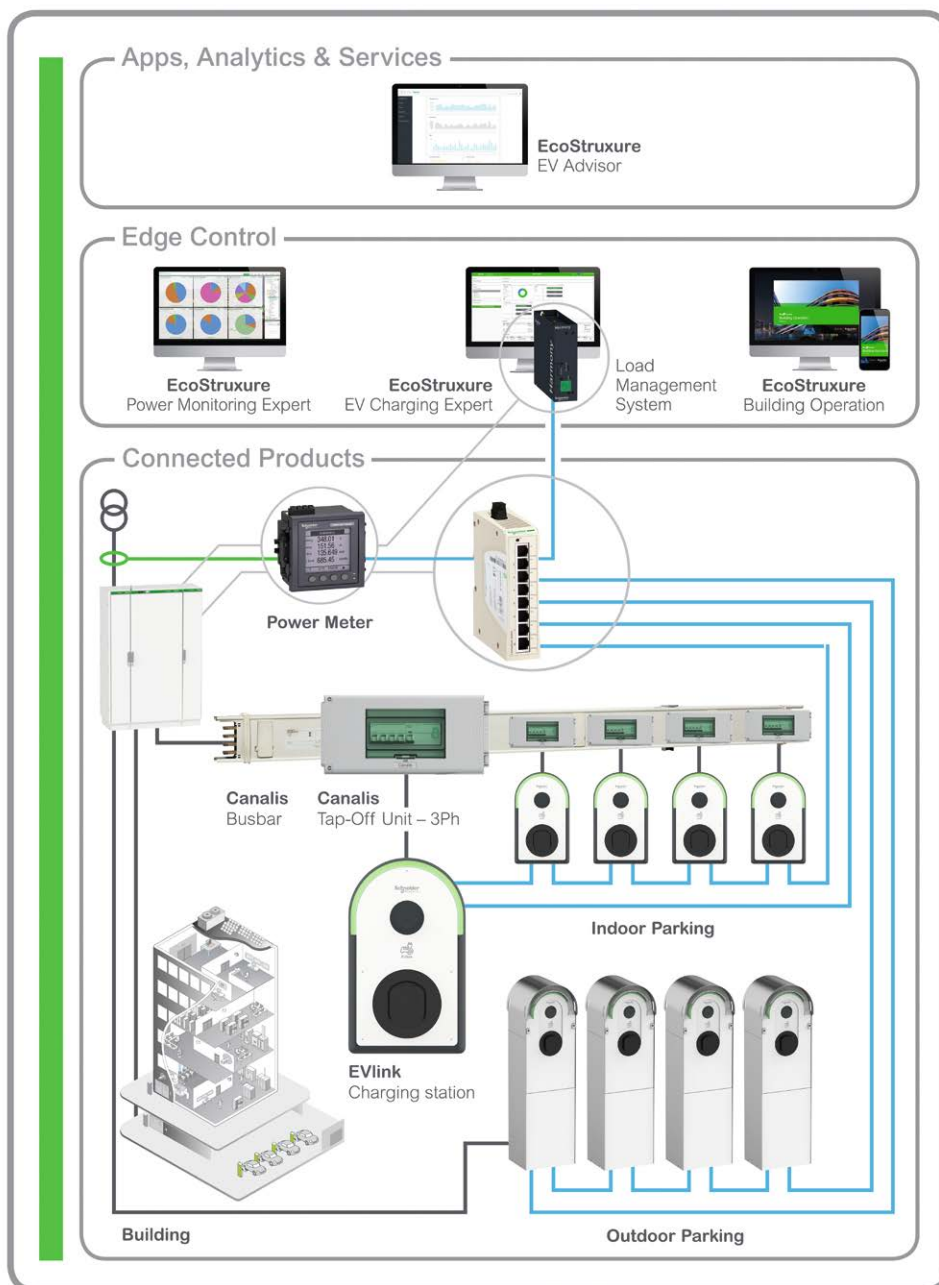 Apps, Analytics & Services
EcoStruxure
EV Advisor
Edge Control
EcoStruxure
Power Monitoring Expert
EcoStruxure
EV Charging Expert
Harmony
Load
Management
System
EcoStruxure
Building Operation
Connected Products
Power Meter
Canalis
Busbar
Canalis
Tap-Off Unit – 3Ph
Schneider
EVlink
Charging station
Indoor Parking
Building
Outdoor Parking